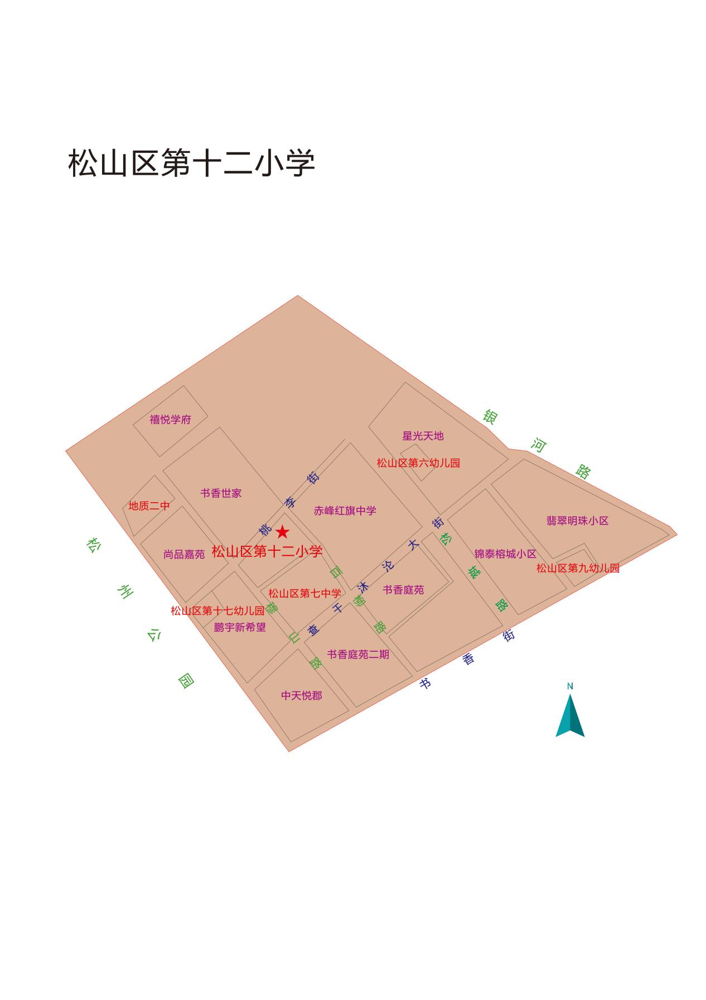 松山区第十二小学
银河路
禧悦学府
星光天地
松山区第六幼儿园
桃李街
书香世家
地质二中
赤峰红旗中学
翡翠明珠小区
松山区第十二小学
尚品嘉苑
锦泰榕城小区
松山区第九幼儿园
松州公园
查干沐沦大街
松城路
百柳路
书香庭苑
松山区第七中学
穆山路
松山区第十七幼儿园
鹏宇新希望
书香庭苑二期
书香街
中天悦郡
N